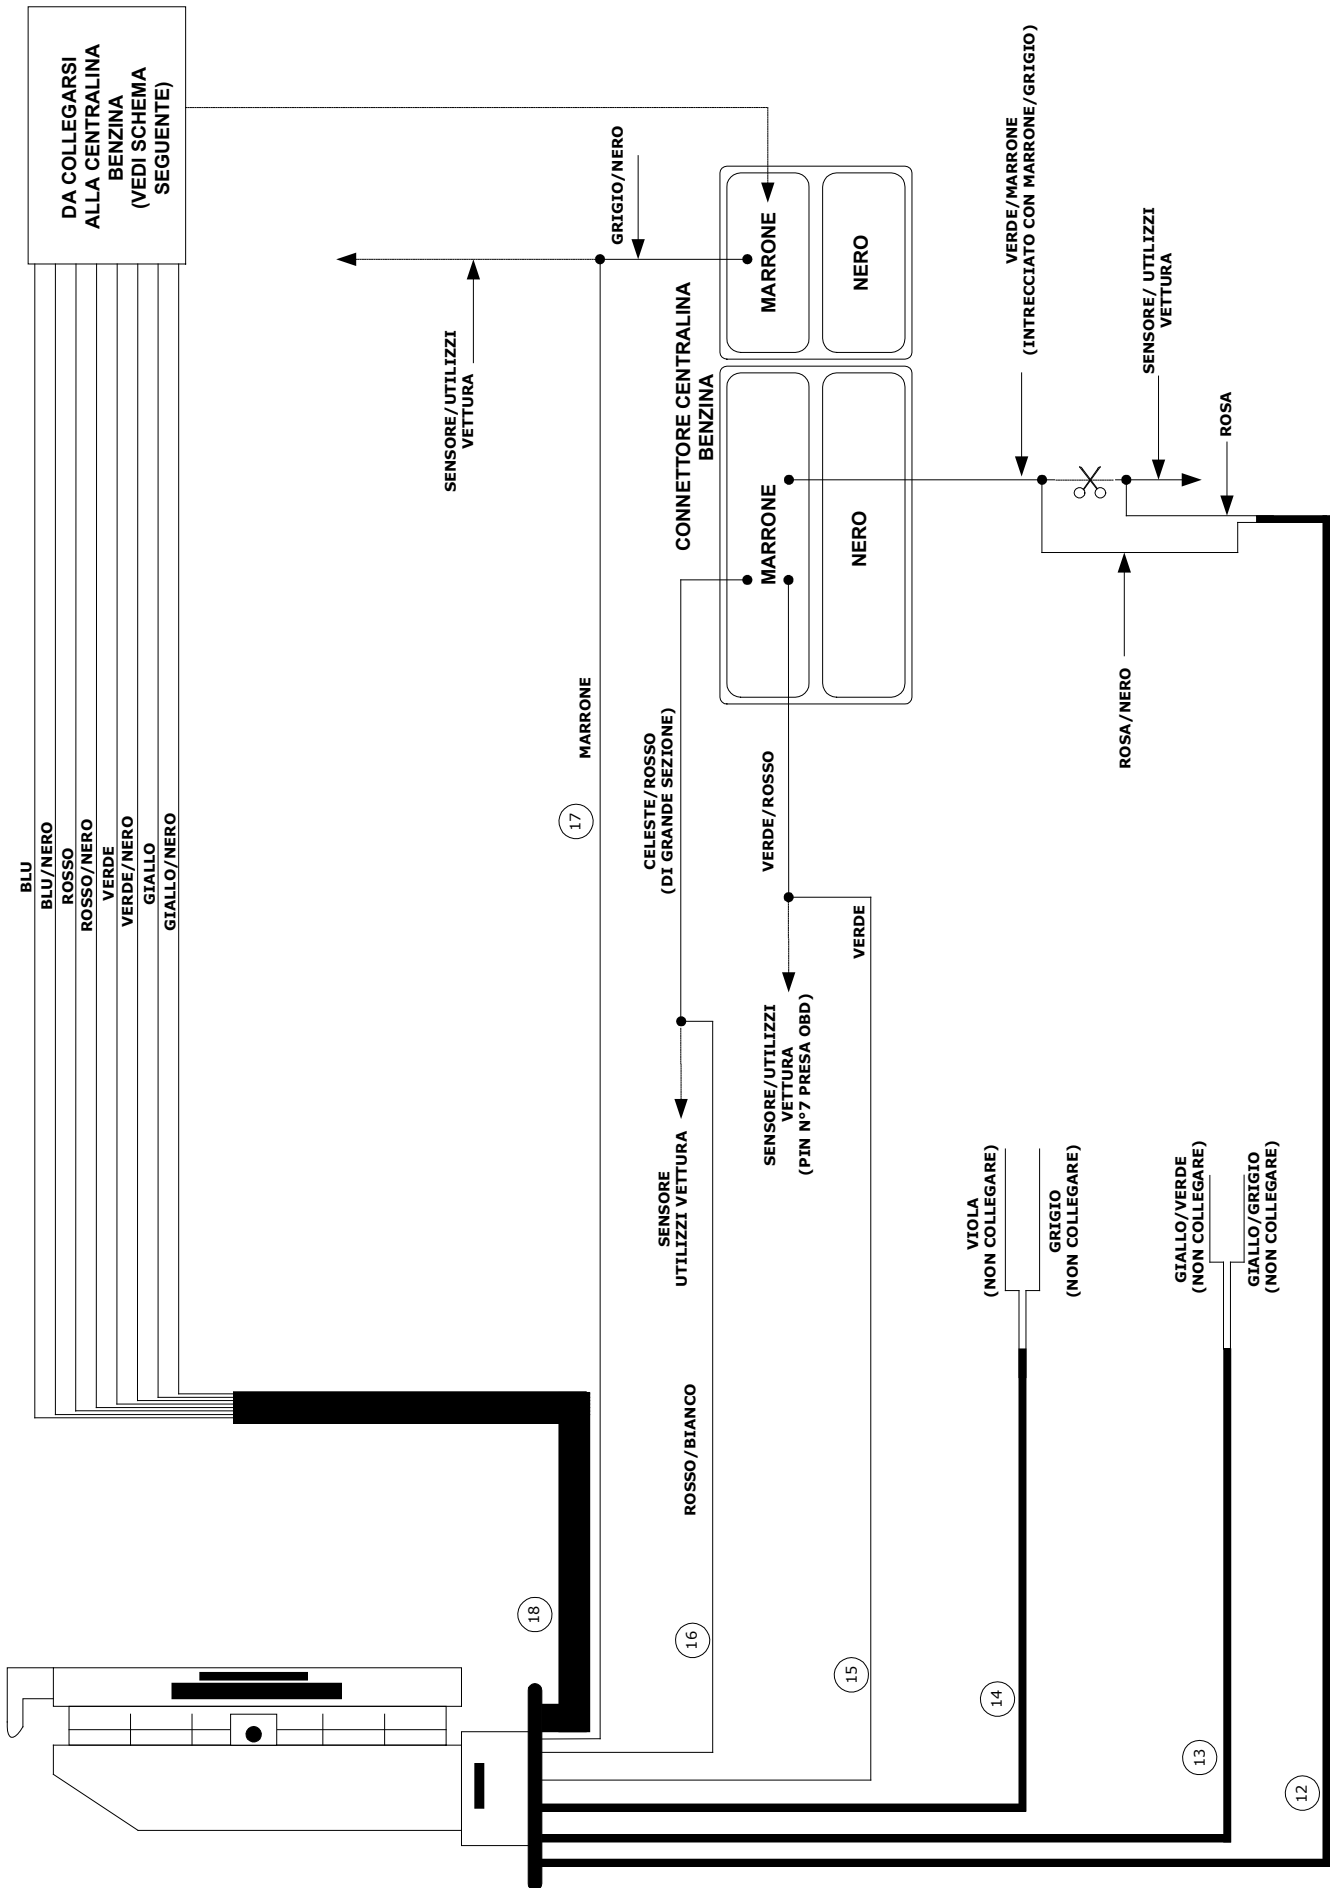 DA COLLEGARSI
ALLA CENTRALINA
BENZINA
(VEDI SCHEMA
SEGUENTE)
BLU
BLU/NERO
ROSSO
ROSSO/NERO
VERDE
VERDE/NERO
GIALLO
GIALLO/NERO
SENSORE/UTILIZZI
VETTURA
GRIGIO/NERO
MARRONE
17
CONNETTORE CENTRALINA
BENZINA
MARRONE
NERO
MARRONE
NERO
CELESTE/ROSSO
(DI GRANDE SEZIONE)
VERDE/ROSSO
VERDE
SENSORE
UTILIZZI VETTURA
SENSORE/UTILIZZI
VETTURA
(PIN N°7 PRESA OBD)
ROSSO/BIANCO
18
16
15
VERDE/MARRONE
(INTRECCIATO CON MARRONE/GRIGIO)
SENSORE/ UTILIZZI
VETTURA
ROSA
ROSA/NERO
VIOLA
(NON COLLEGARE)
GRIGIO
(NON COLLEGARE)
14
GIALLO/VERDE
(NON COLLEGARE)
GIALLO/GRIGIO
(NON COLLEGARE)
13
12